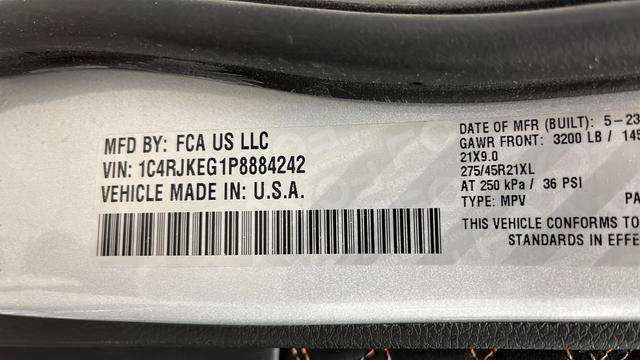 MFD BY: FCA US LLC
VIN: 1C4RJKEG1P8884242
VEHICLE MADE IN: U.S.A.
DATE OF MFR (BUILT): 5-23
GAWR FRONT: 3200 LB / 145
21X9.0
275/45R21XL
AT 250 kPa / 36 PSI
TYPE: MPV PA
THIS VEHICLE CONFORMS TO
STANDARDS IN EFFE